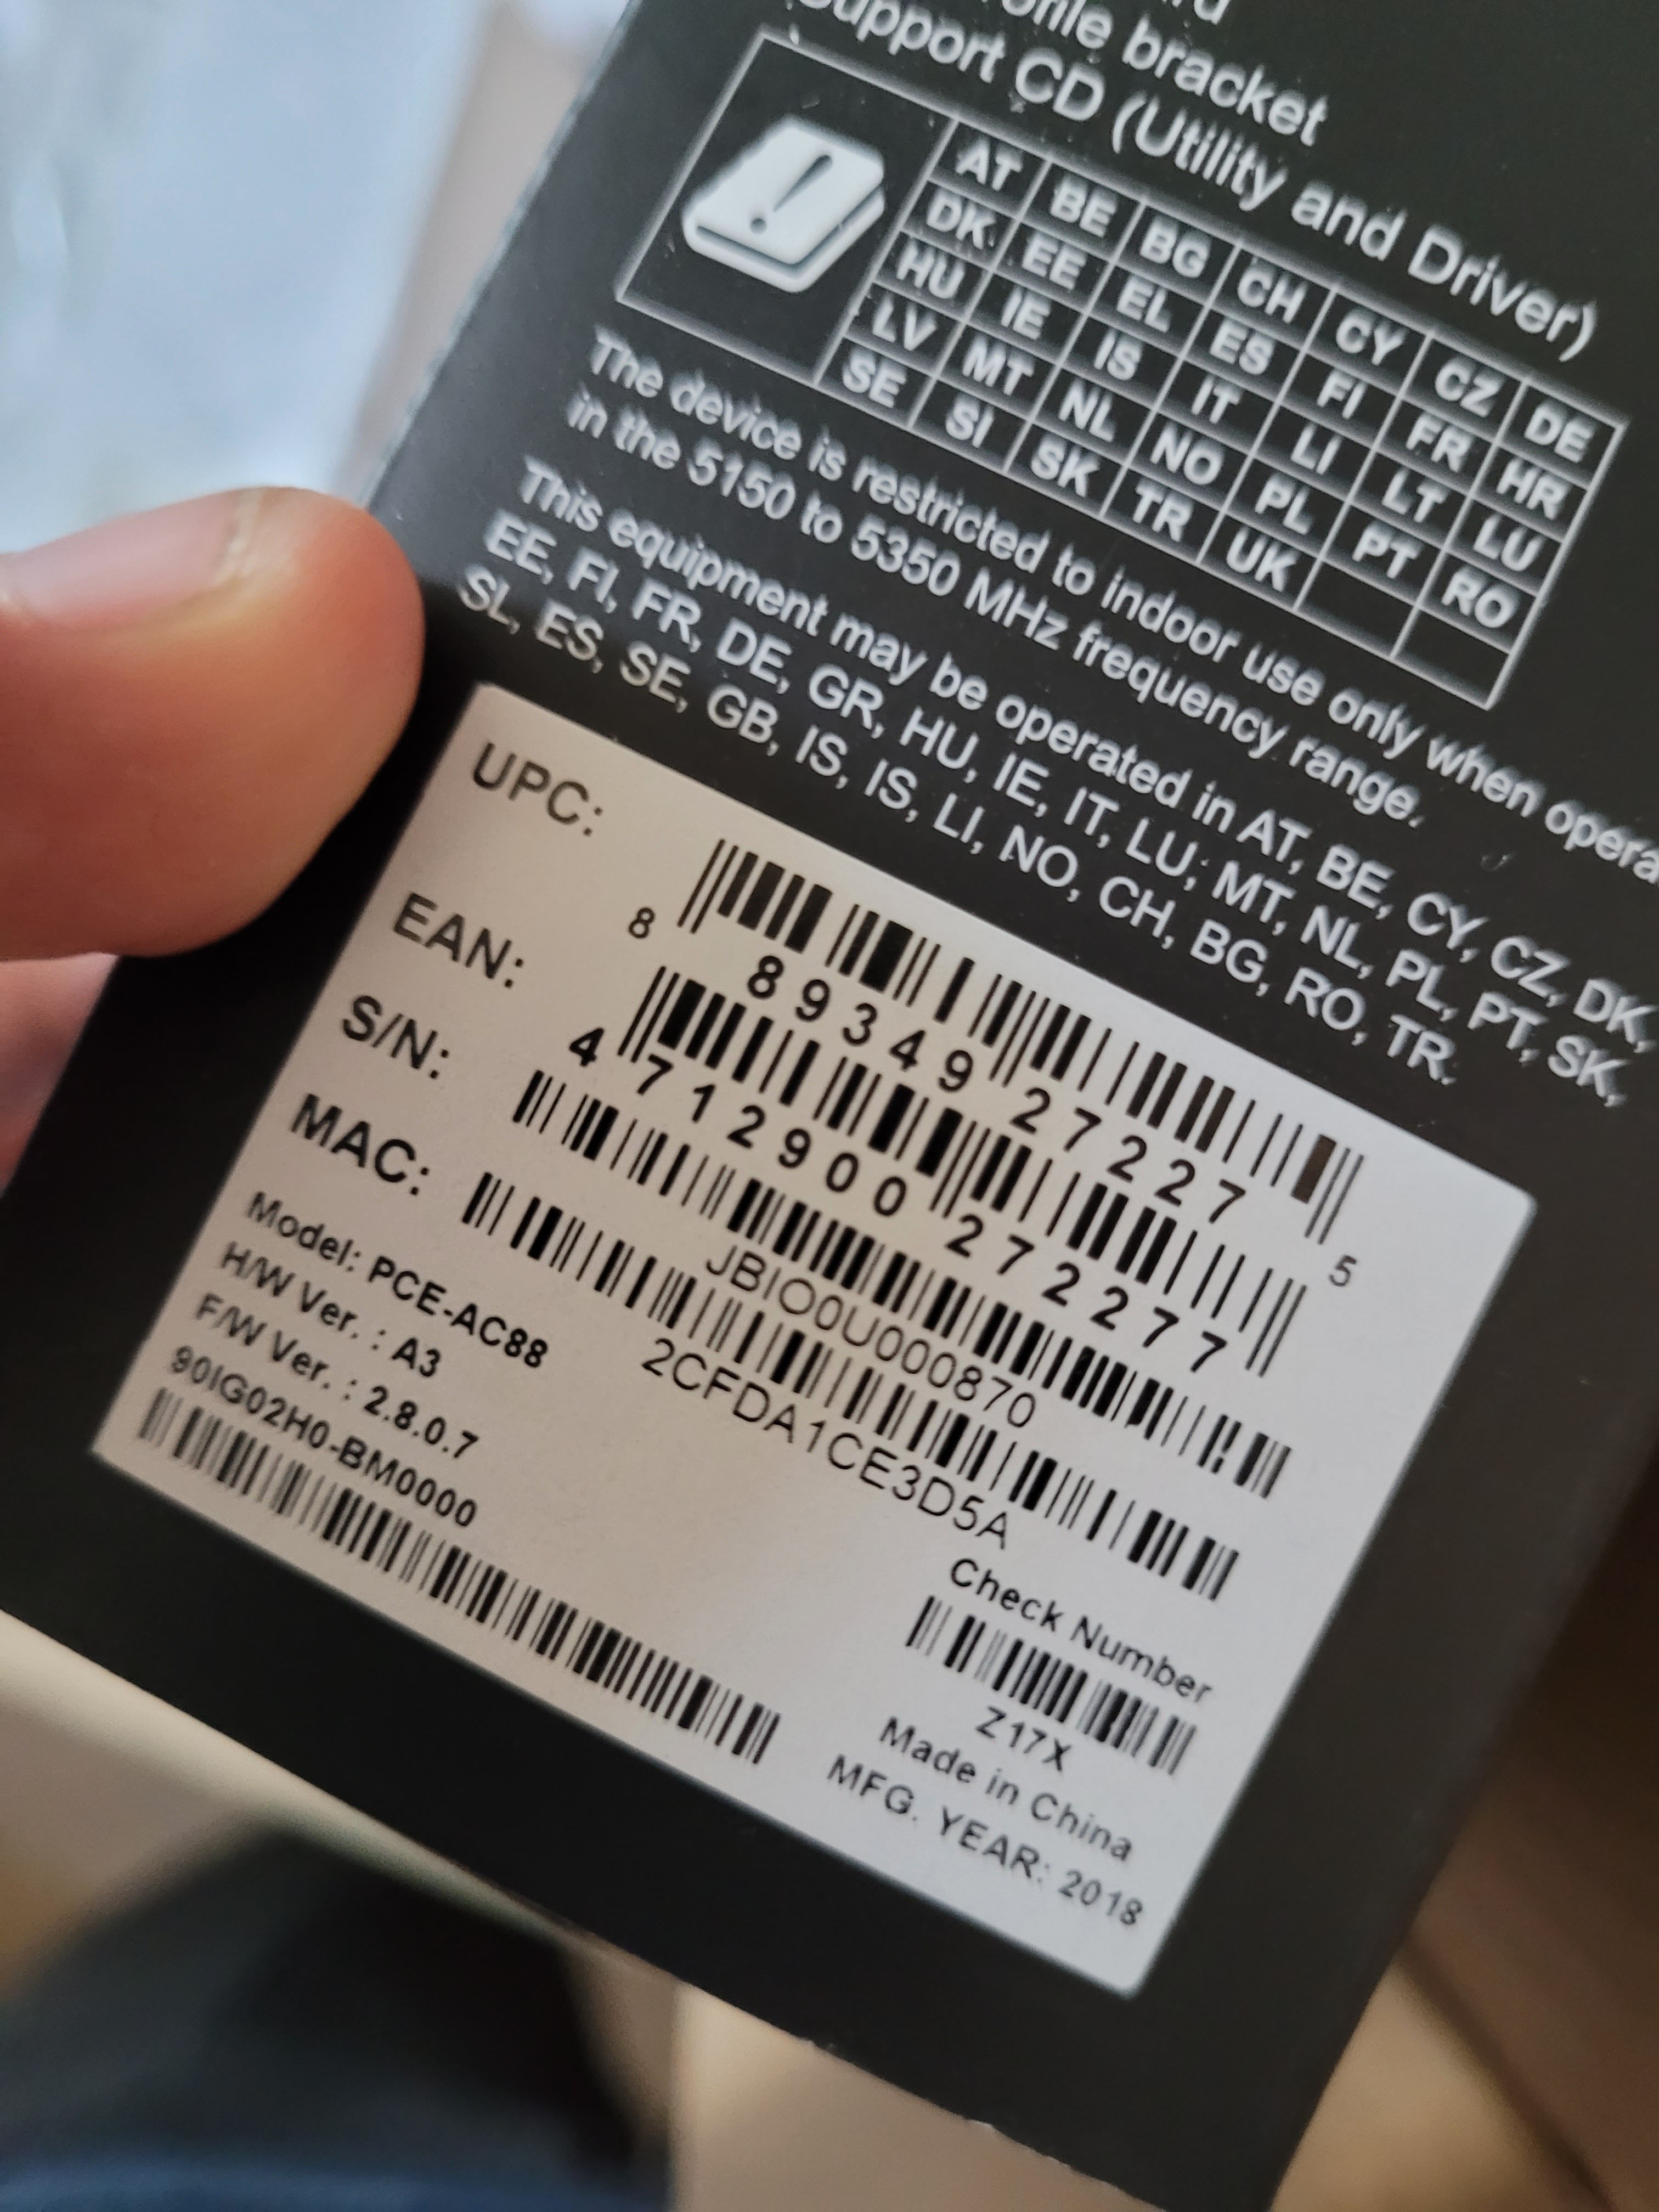 bracket
Support CD (Utility and Driver)
AT BE BG CH CY CZ DE
DK EE EL ES FI FR HR
HU IE IS IT LI LT LU
LV MT NL NO PL PT RO
SE SI SK TR UK
The device is restricted to indoor use only when
in the 5150 to 5350 MHz frequency range.
This equipment may be operated in AT, BE, CY, CZ, DK,
EE, FI, FR, DE, GR, HU, IE, IT, LU, MT, NL, PL, PT, SK,
SL, ES, SE, GB, IS, IS, LI, NO, CH, BG, RO, TR.
UPC:
8 89349 27227 5
EAN:
4 712900 272277
S/N:
JBIO0U000870
MAC:
2CFDA1CE3D5A
Model: PCE-AC88
H/W Ver. : A3
F/W Ver. : 2.8.0.7
90IG02H0-BM0000
Check Number
Z17X
Made in China
MFG. YEAR: 2018